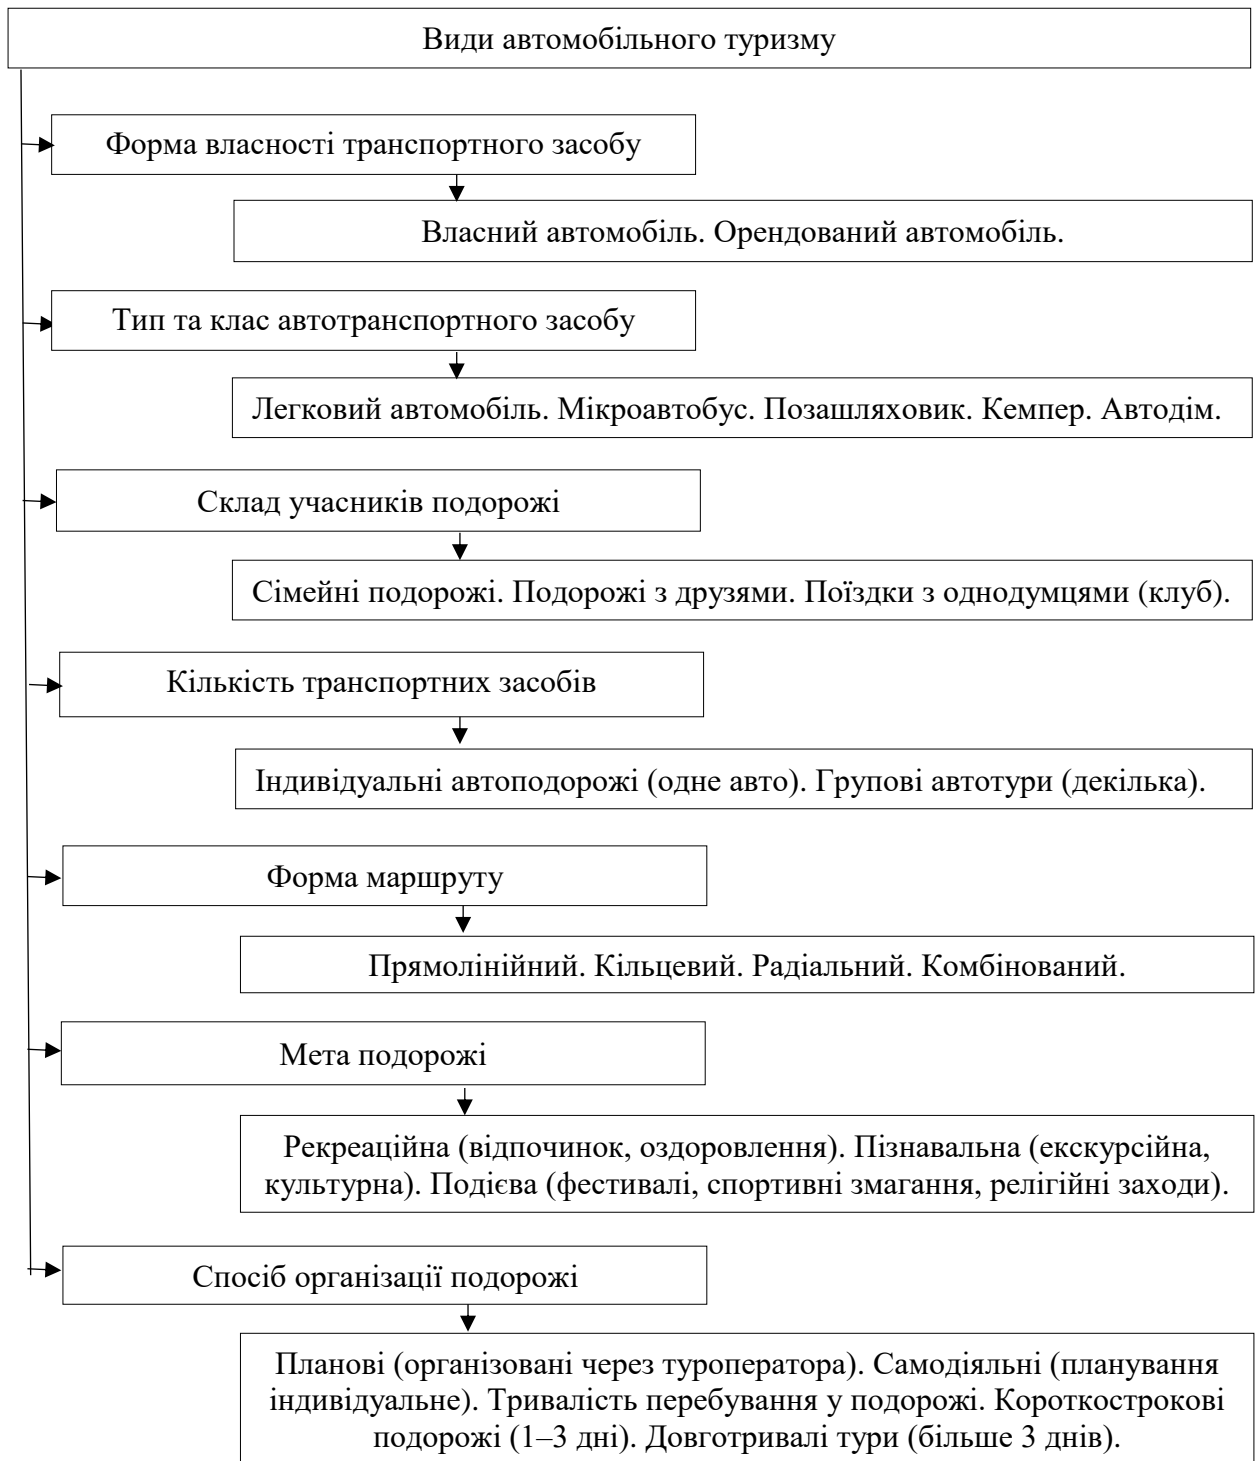 Види автомобільного туризму
Форма власності транспортного засобу
Власний автомобіль. Орендований автомобіль.
Тип та клас автотранспортного засобу
Легковий автомобіль. Мікроавтобус. Позашляховик. Кемпер. Автодім.
Склад учасників подорожі
Сімейні подорожі. Подорожі з друзями. Поїздки з однодумцями (клуб).
Кількість транспортних засобів
Індивідуальні автоподорожі (одне авто). Групові автотури (декілька).
Форма маршруту
Прямолінійний. Кільцевий. Радіальний. Комбінований.
Мета подорожі
Рекреаційна (відпочинок, оздоровлення). Пізнавальна (екскурсійна,
культурна). Подієва (фестивалі, спортивні змагання, релігійні заходи).
Спосіб організації подорожі
Планові (організовані через туроператора). Самодіяльні (планування
індивідуальне). Тривалість перебування у подорожі. Короткострокові
подорожі (1–3 дні). Довготривалі тури (більше 3 днів).